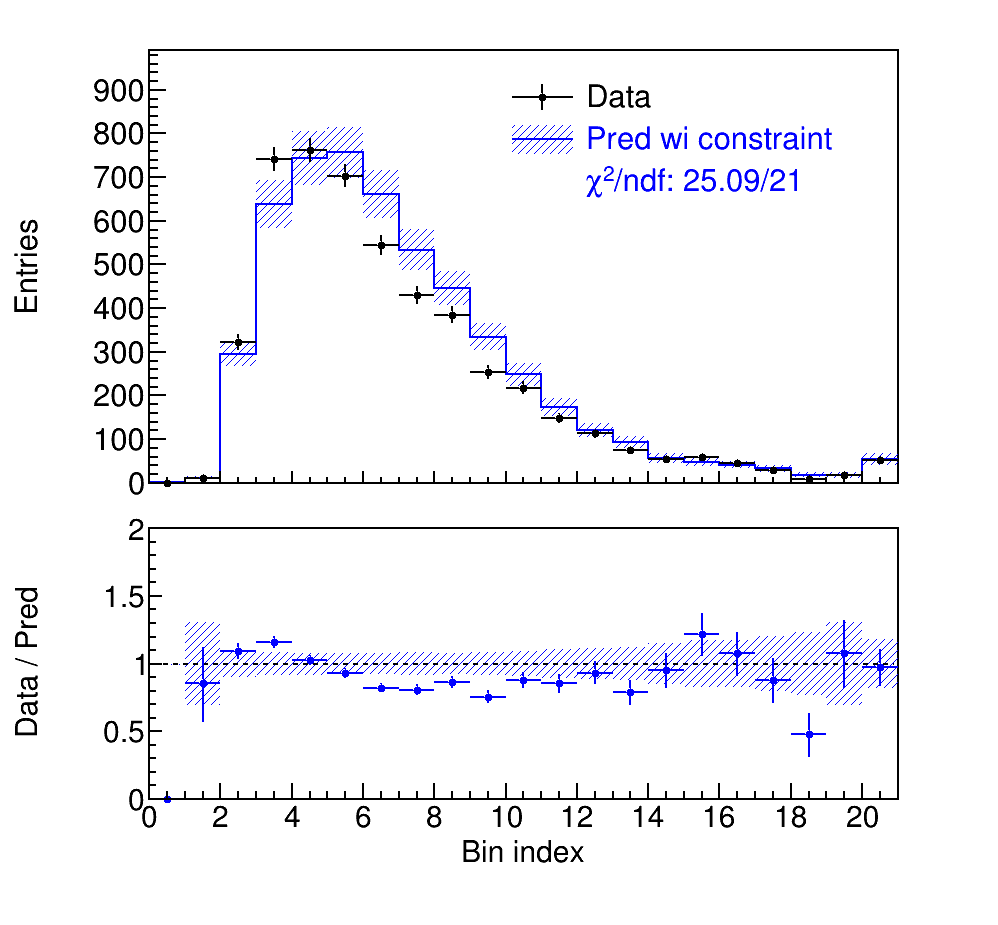 Entries
900
800
700
600
500
400
300
200
100
0
Data
Pred wi constraint
χ²/ndf: 25.09/21
Data / Pred
2
1.5
1
0.5
0
0 2 4 6 8 10 12 14 16 18 20
Bin index